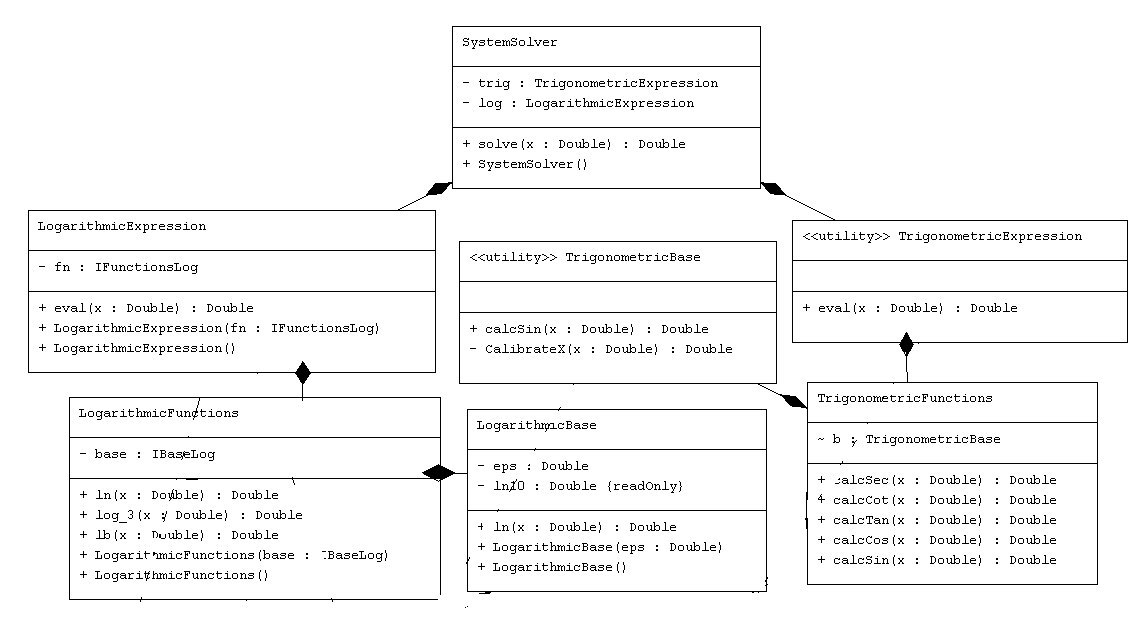 SystemSolver
- trig : TrigonometricExpression
- log : LogarithmicExpression
+ solve(x : Double) : Double
+ SystemSolver()
LogarithmicExpression
- fn : IFunctionsLog
+ eval(x : Double) : Double
+ LogarithmicExpression(fn : IFunctionsLog)
+ LogarithmicExpression()
<<utility>> TrigonometricBase
+ calcSin(x : Double) : Double
- CalibrateX(x : Double) : Double
<<utility>> TrigonometricExpression
+ eval(x : Double) : Double
LogarithmicFunctions
- base : IBaseLog
+ ln(x : Double) : Double
+ log_3(x : Double) : Double
+ lb(x : Double) : Double
+ LogarithmicFunctions(base : IBaseLog)
+ LogarithmicFunctions()
LogarithmicBase
- eps : Double
- ln10 : Double {readOnly}
+ ln(x : Double) : Double
+ LogarithmicBase(eps : Double)
+ LogarithmicBase()
TrigonometricFunctions
~ b : TrigonometricBase
+ calcSec(x : Double) : Double
+ calcCot(x : Double) : Double
+ calcTan(x : Double) : Double
+ calcCos(x : Double) : Double
+ calcSin(x : Double) : Double